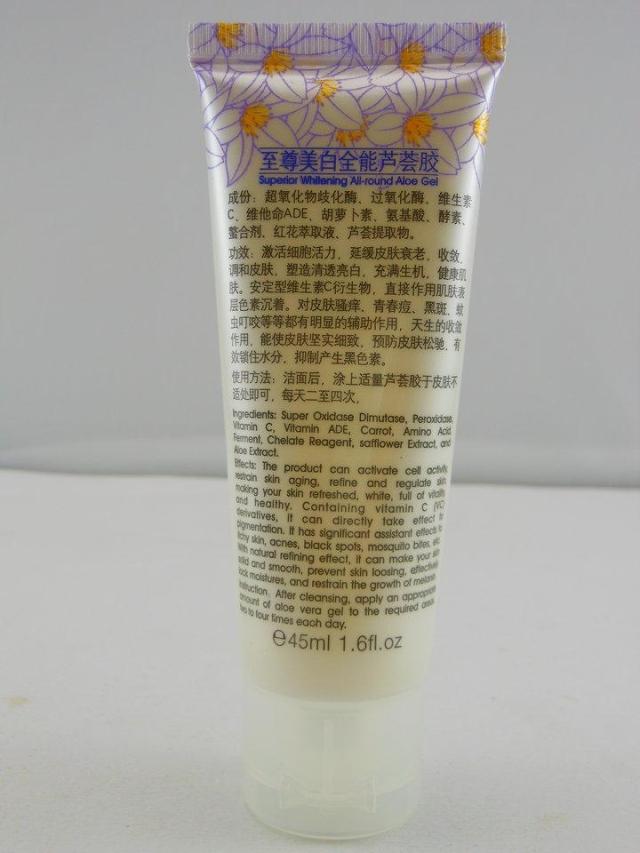 至尊美白全能芦荟胶
Superior Whitening All-round Aloe Gel
成份：超氧化物歧化酶、过氧化酶、维生素
C、维他命ADE、胡萝卜素、氨基酸、酵素、
螯合剂、红花萃取液、芦荟提取物。
功效：激活细胞活力，延缓皮肤衰老，收敛，
调和皮肤，塑造清透亮白，充满生机，健康肌
肤。安定型维生素C衍生物，直接作用肌肤表
层色素沉着。对皮肤骚痒、青春痘、黑斑、蚊
虫叮咬等等都有明显的辅助作用，天生的收敛
作用，能使皮肤坚实细致，预防皮肤松驰，有
效锁住水分，抑制产生黑色素。
使用方法：洁面后，涂上适量芦荟胶于皮肤不
适处即可，每天二至四次，
Ingredients: Super Oxidase Dimutase, Peroxidase,
Vitamin C, Vitamin ADE, Carrot, Amino Acid,
Ferment, Chelate Reagent, safflower Extract, and
Aloe Extract.
Effects: The product can activate cell activity,
restrain skin aging, refine and regulate skin,
making your skin refreshed, white, full of vitality
and healthy. Containing vitamin C (VC)
derivatives, it can directly take effect to
pigmentation. It has significant assistant effects to
itchy skin, acnes, black spots, mosquito bites, etc.
With natural refining effect, it can make your skin
solid and smooth, prevent skin loosing, effectively
lock moistures, and restrain the growth of melanin.
Instruction: After cleansing, apply an appropriate
amount of aloe vera gel to the required areas,
two to four times each day.
℮45ml 1.6fl.oz